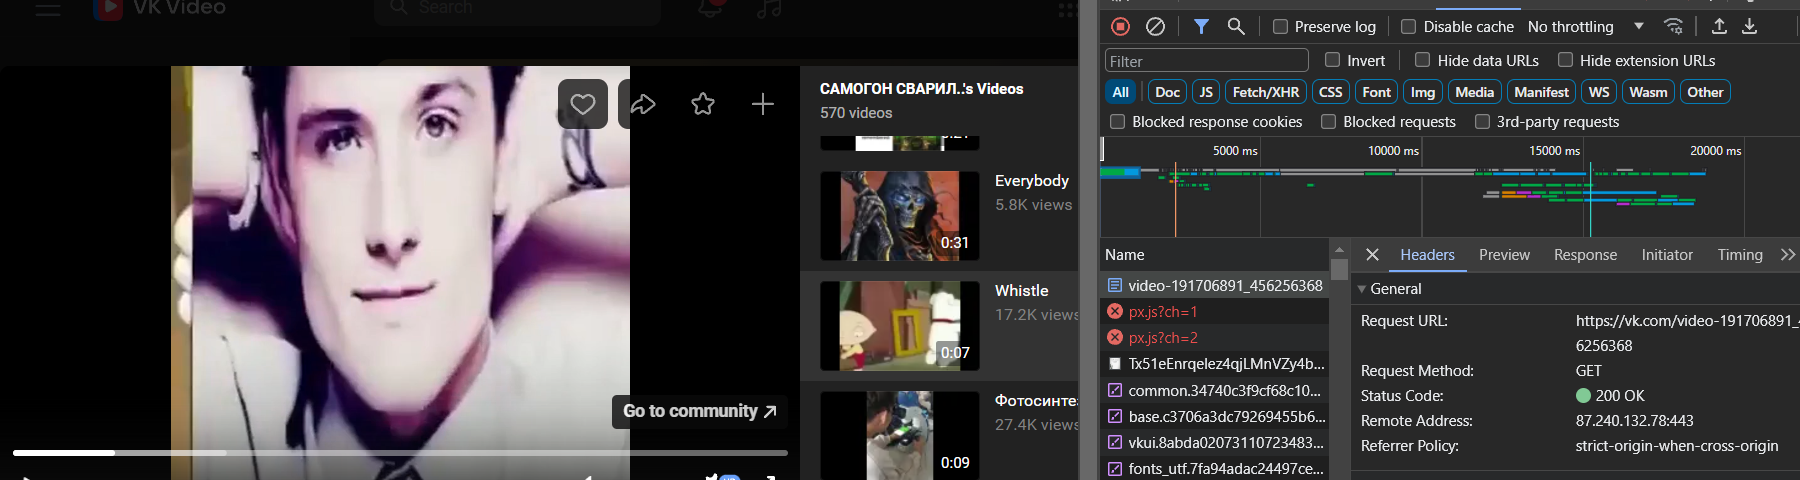 VK Video
Search
САМОГОН СВАРИЛ..'s Videos
570 videos
0:21
Everybody
5.8K views
0:31
Whistle
17.2K views
0:07
Фотосинте
27.4K views
0:09
Go to community
Preserve log
Disable cache
No throttling
Filter
Invert
Hide data URLs
Hide extension URLs
All
Doc
JS
Fetch/XHR
CSS
Font
Img
Media
Manifest
WS
Wasm
Other
Blocked response cookies
Blocked requests
3rd-party requests
5000 ms
10000 ms
15000 ms
20000 ms
Name
video-191706891_456256368
px.js?ch=1
px.js?ch=2
Tx51eEnrqelez4qjLMnVZy4b...
common.34740c3f9cf68c10...
base.c3706a3dc79269455b6...
vkui.8abda02073110723483...
fonts_utf.7fa94adac24497ce...
Headers
Preview
Response
Initiator
Timing
General
Request URL:
https://vk.com/video-191706891_4
6256368
Request Method:
GET
Status Code:
200 OK
Remote Address:
87.240.132.78:443
Referrer Policy:
strict-origin-when-cross-origin